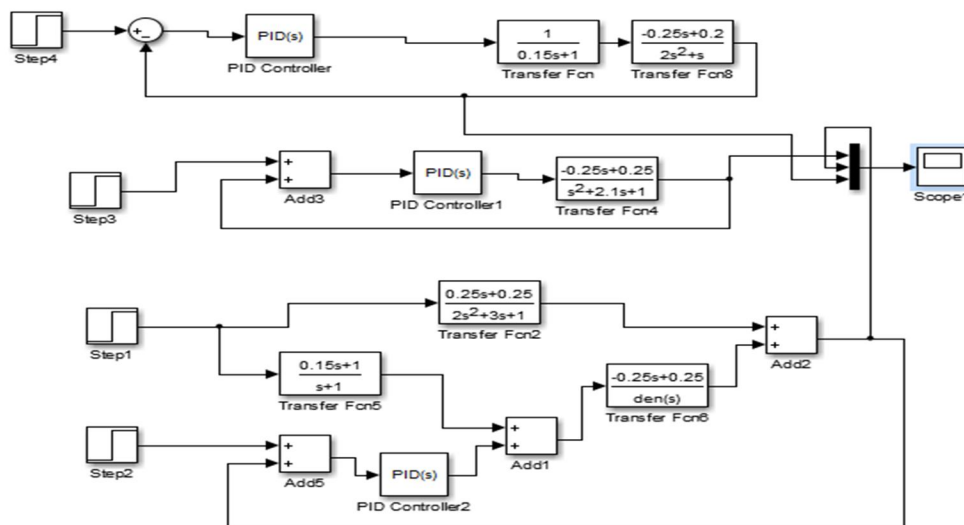 Step4
+
−
PID(s)
PID Controller
1
0.15s+1
Transfer Fcn
-0.25s+0.2
2s²+s
Transfer Fcn8
Step3
+
+
Add3
PID(s)
PID Controller1
-0.25s+0.25
s²+2.1s+1
Transfer Fcn4
Scope1
Step1
0.25s+0.25
2s²+3s+1
Transfer Fcn2
0.15s+1
s+1
Transfer Fcn5
+
+
Add2
-0.25s+0.25
den(s)
Transfer Fcn6
Step2
+
+
Add5
PID(s)
PID Controller2
+
+
Add1